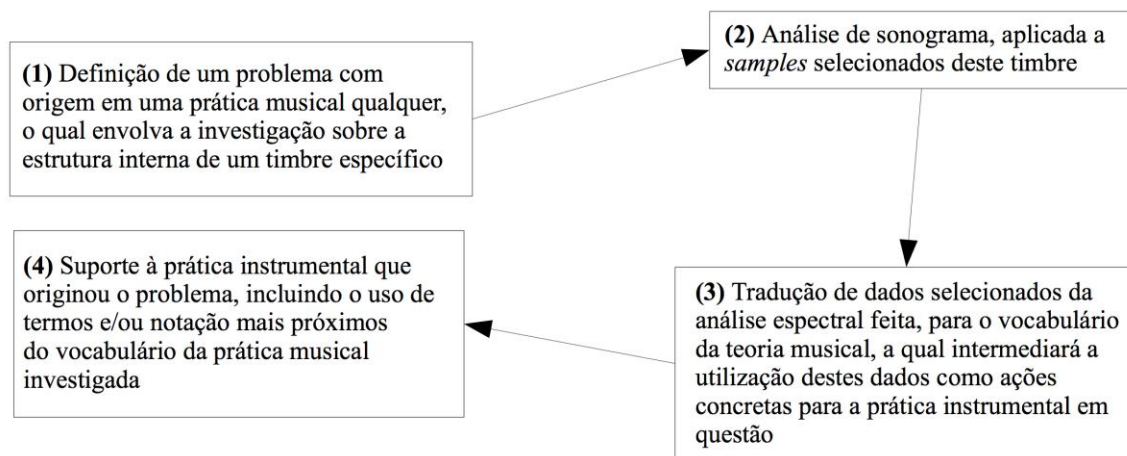 (1) Definição de um problema com
origem em uma prática musical qualquer,
o qual envolva a investigação sobre a
estrutura interna de um timbre específico
(2) Análise de sonograma, aplicada a
samples selecionados deste timbre
(3) Tradução de dados selecionados da
análise espectral feita, para o vocabulário
da teoria musical, a qual intermediará a
utilização destes dados como ações
concretas para a prática instrumental em
questão
(4) Suporte à prática instrumental que
originou o problema, incluindo o uso de
termos e/ou notação mais próximos
do vocabulário da prática musical
investigada